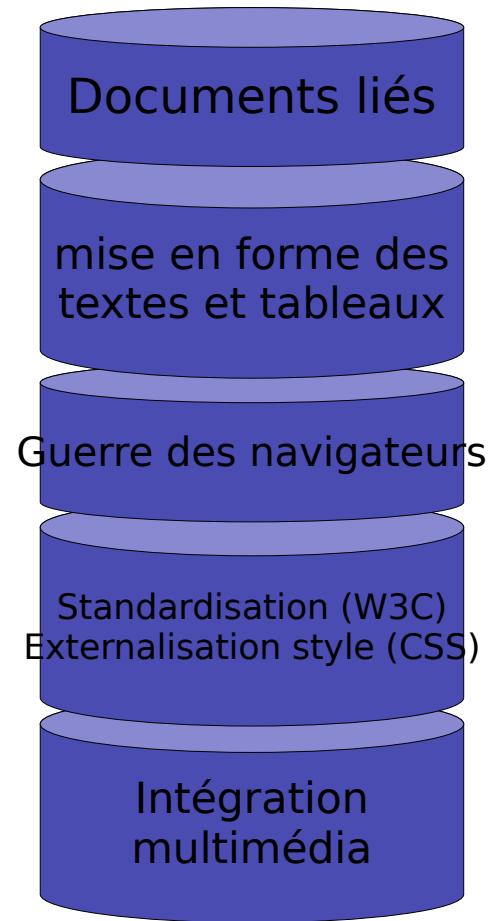 Documents liés
mise en forme des
textes et tableaux
Guerre des navigateurs
Standardisation (W3C)
Externalisation style (CSS)
Intégration
multimédia